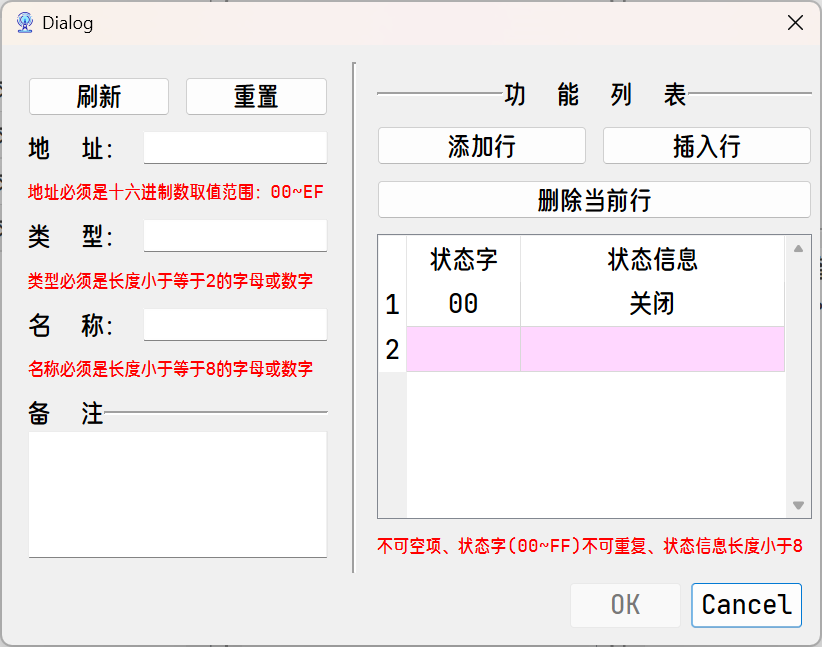 Dialog
刷新 重置
地 址:
地址必须是十六进制数取值范围: 00~EF
类 型:
类型必须是长度小于等于2的字母或数字
名 称:
名称必须是长度小于等于8的字母或数字
备 注
功 能 列 表
添加行 插入行
删除当前行
状态字 状态信息
1 00 关闭
2
不可空项、状态字(00~FF)不可重复、状态信息长度小于8
OK Cancel